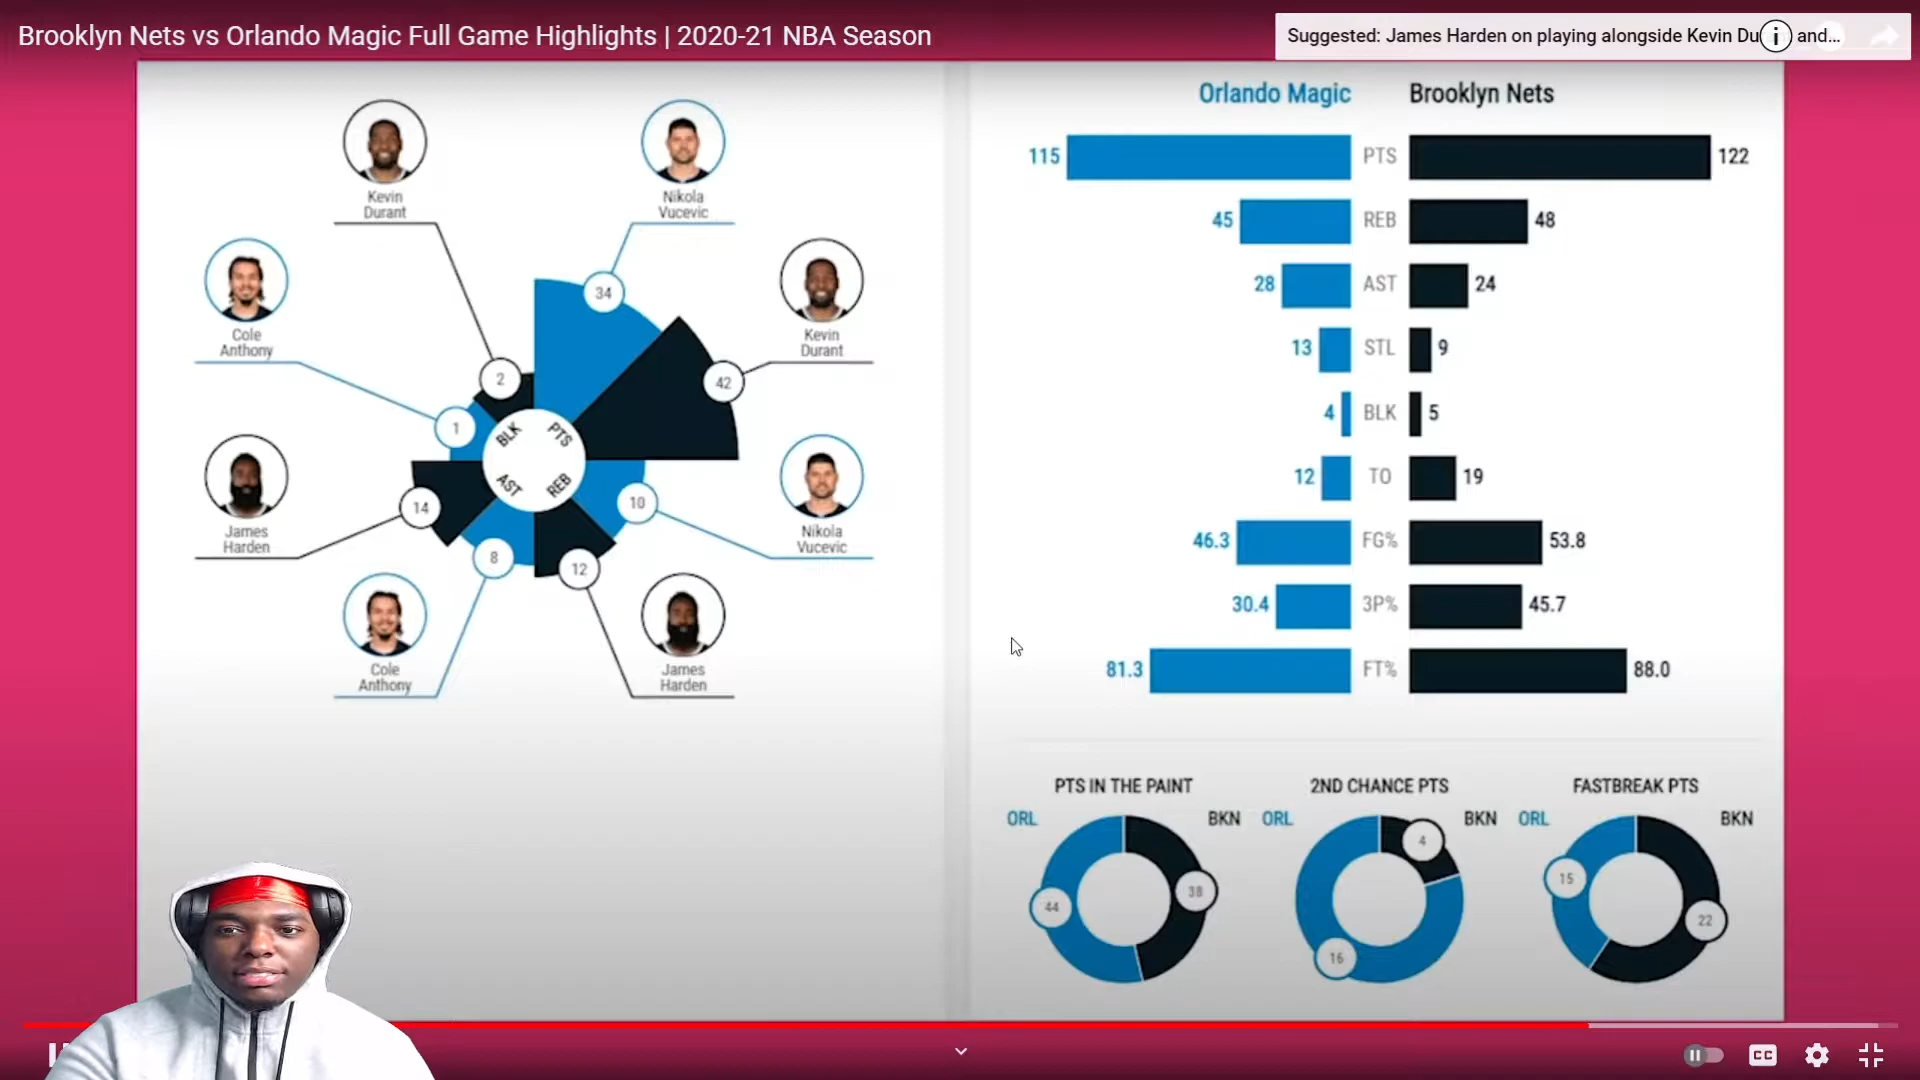 Brooklyn Nets vs Orlando Magic Full Game Highlights | 2020-21 NBA Season
Suggested: James Harden on playing alongside Kevin Du
and...
Kevin
Durant
Nikola
Vucevic
Cole
Anthony
Kevin
Durant
34
42
2
1
BLK
PTS
AST
REB
14
10
8
12
James
Harden
Nikola
Vucevic
Cole
Anthony
James
Harden
Orlando Magic Brooklyn Nets
115 PTS 122
45 REB 48
28 AST 24
13 STL 9
4 BLK 5
12 TO 19
46.3 FG% 53.8
30.4 3P% 45.7
81.3 FT% 88.0
PTS IN THE PAINT
ORL BKN
44 38
2ND CHANCE PTS
ORL BKN
4
16
FASTBREAK PTS
ORL BKN
15
22
CC